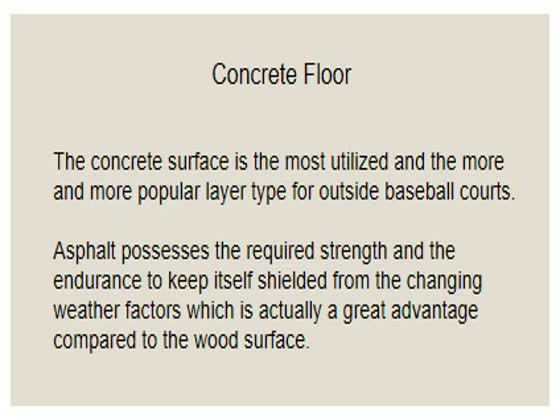 Concrete Floor
The concrete surface is the most utilized and the more
and more popular layer type for outside baseball courts.
Asphalt possesses the required strength and the
endurance to keep itself shielded from the changing
weather factors which is actually a great advantage
compared to the wood surface.